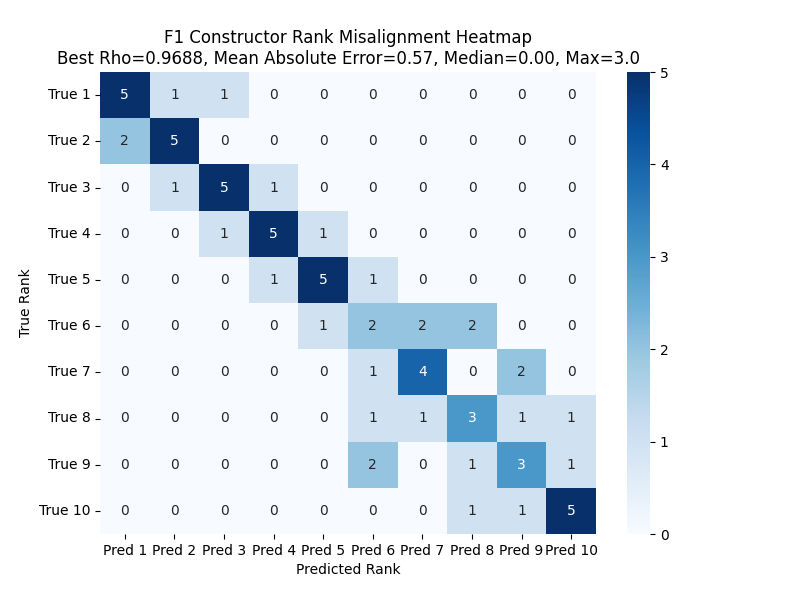 F1 Constructor Rank Misalignment Heatmap
Best Rho=0.9688, Mean Absolute Error=0.57, Median=0.00, Max=3.0
True 1 5 1 1 0 0 0 0 0 0 0
True 2 2 5 0 0 0 0 0 0 0 0
True 3 0 1 5 1 0 0 0 0 0 0
True 4 0 0 1 5 1 0 0 0 0 0
True 5 0 0 0 1 5 1 0 0 0 0
True 6 0 0 0 0 1 2 2 2 0 0
True 7 0 0 0 0 0 1 4 0 2 0
True 8 0 0 0 0 0 1 1 3 1 1
True 9 0 0 0 0 0 2 0 1 3 1
True 10 0 0 0 0 0 0 0 1 1 5
Pred 1 Pred 2 Pred 3 Pred 4 Pred 5 Pred 6 Pred 7 Pred 8 Pred 9 Pred 10
Predicted Rank
True Rank
5
4
3
2
1
0